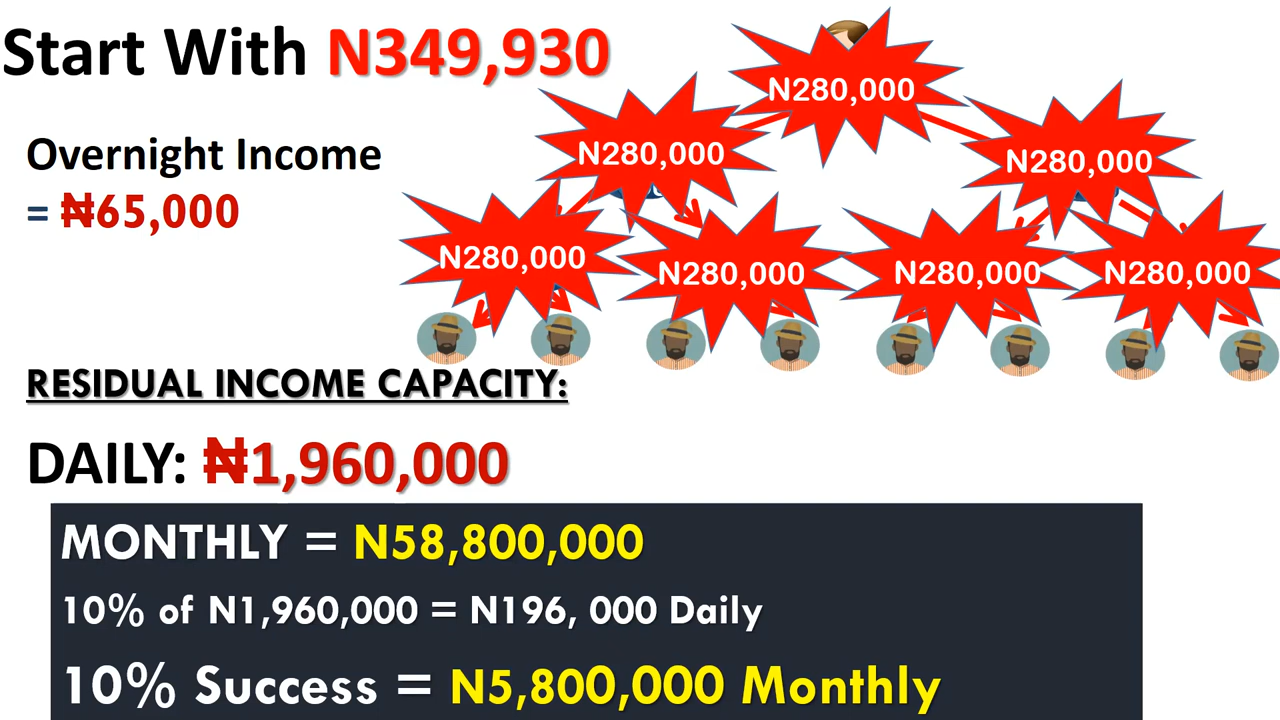 Start With N349,930
N280,000
N280,000
N280,000
Overnight Income
= ₦65,000
N280,000
N280,000
N280,000
N280,000
RESIDUAL INCOME CAPACITY:
DAILY: ₦1,960,000
MONTHLY = N58,800,000
10% of N1,960,000 = N196, 000 Daily
10% Success = N5,800,000 Monthly